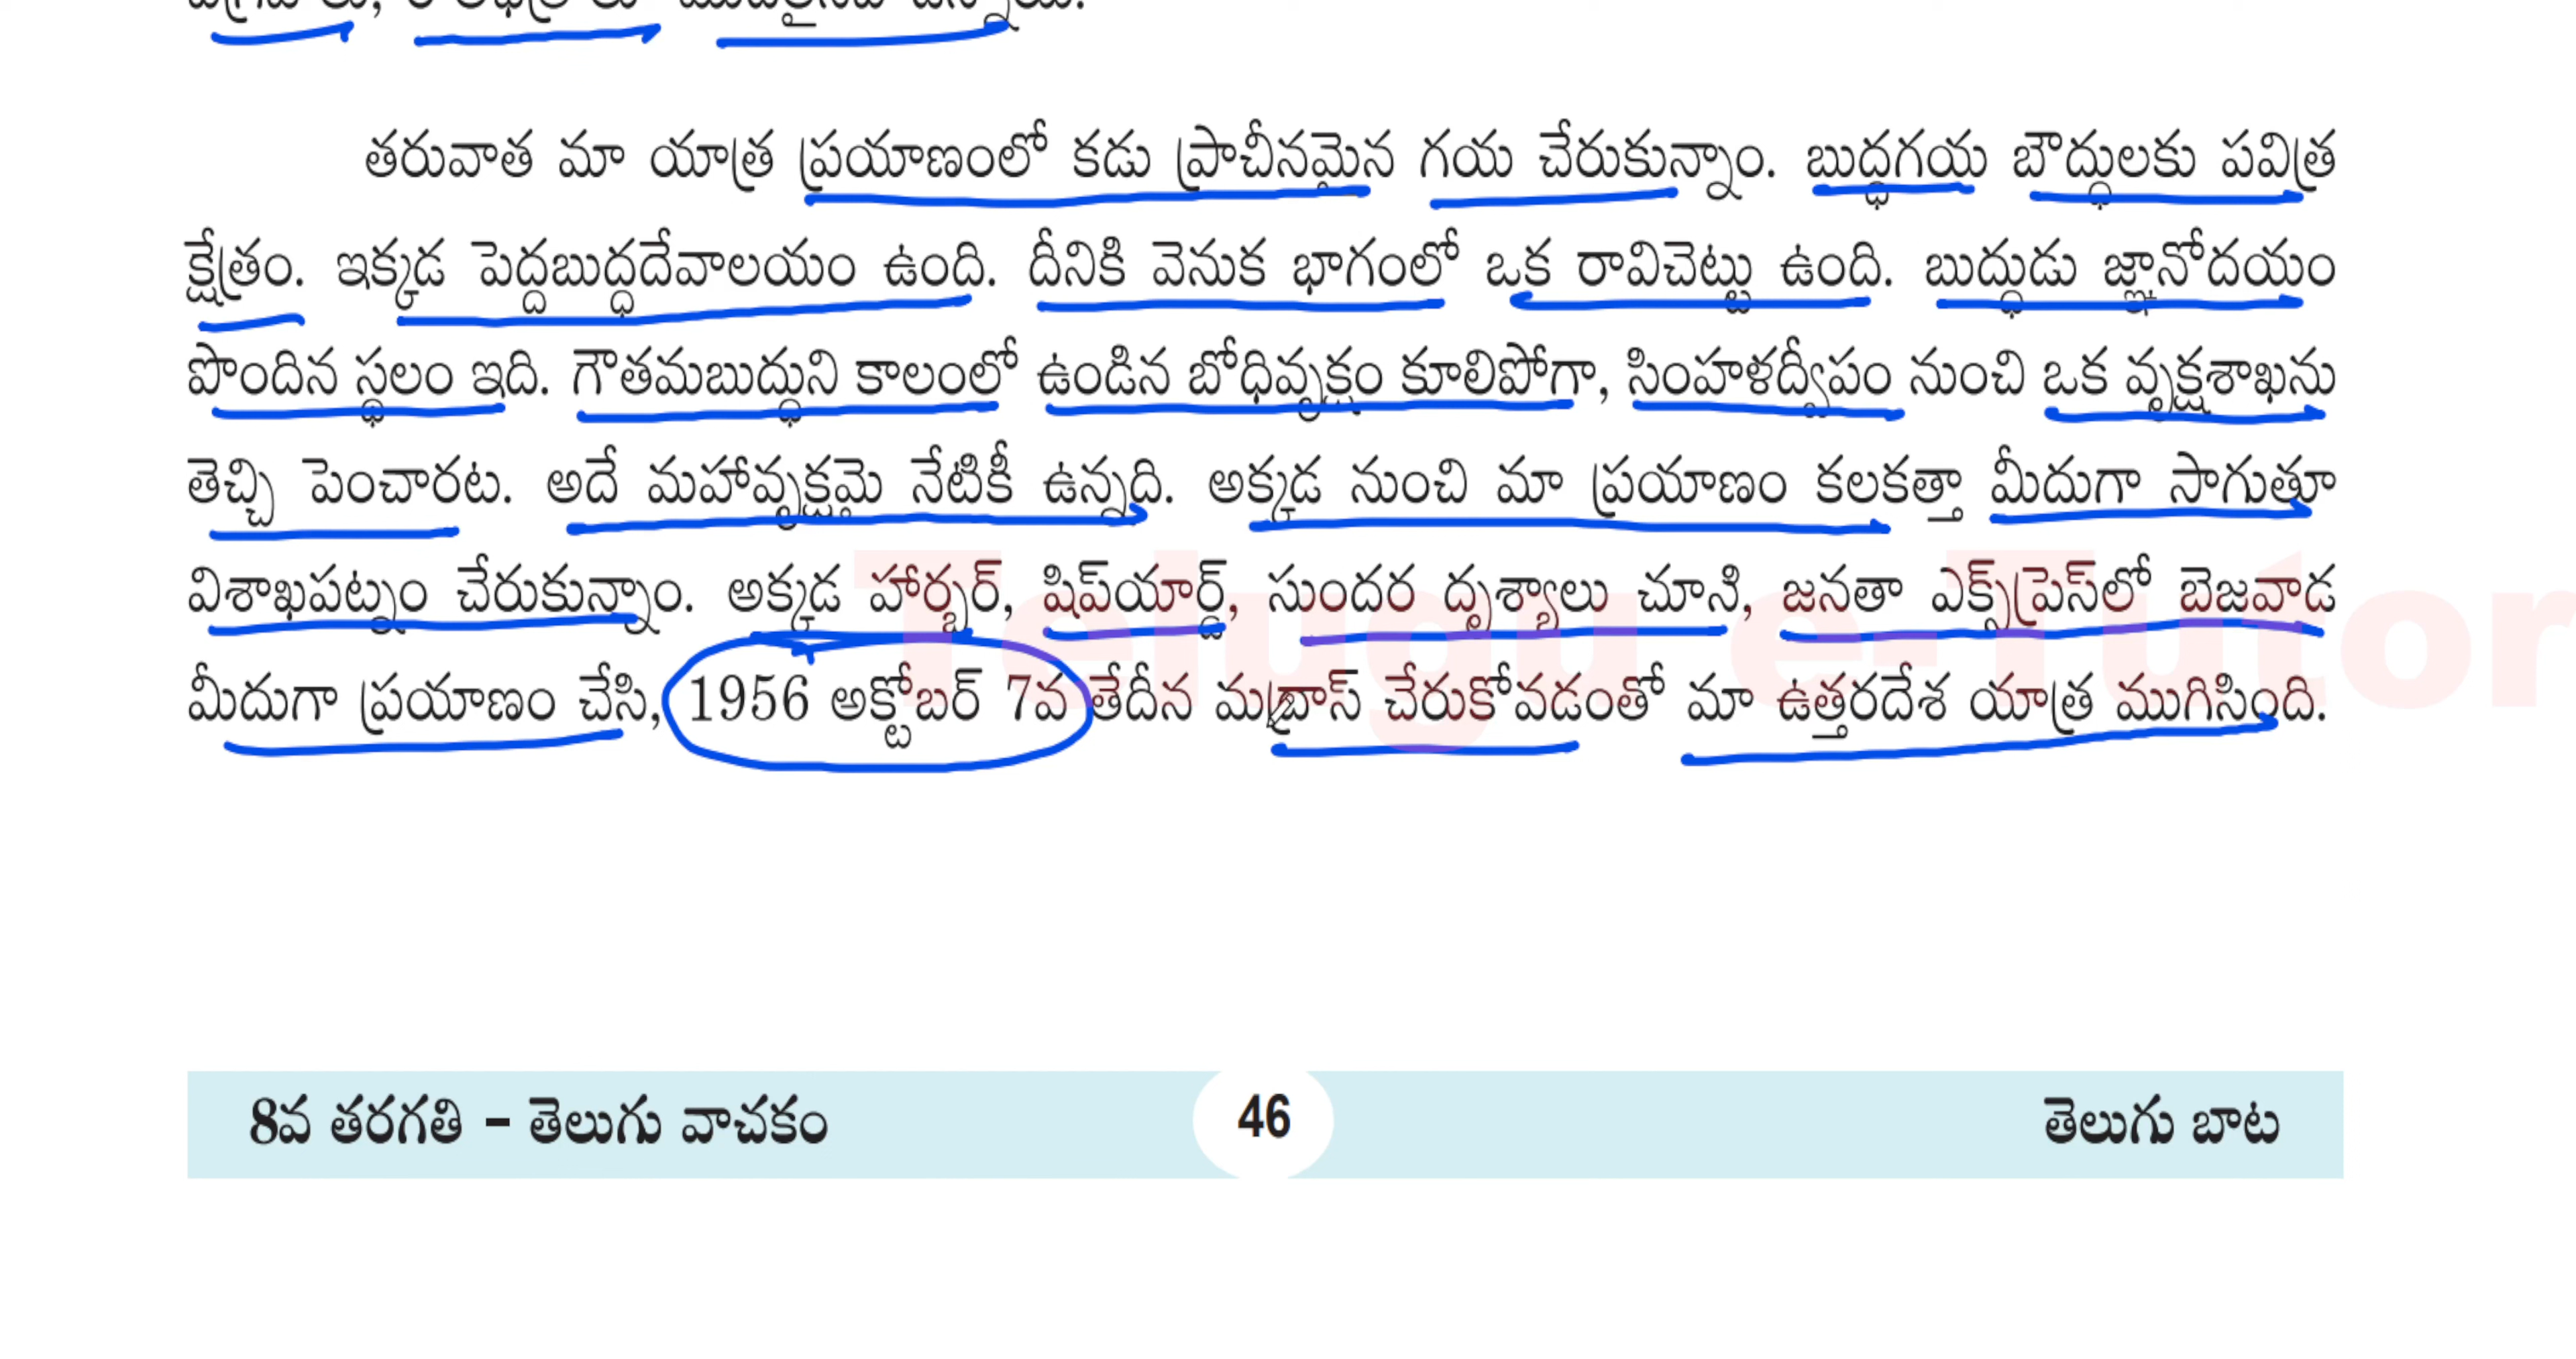 తరువాత మా యాత్ర ప్రయాణంలో కడు ప్రాచీనమైన గయ చేరుకున్నాం. బుద్ధగయ బౌద్ధులకు పవిత్ర
క్షేత్రం. ఇక్కడ పెద్దబుద్ధదేవాలయం ఉంది. దీనికి వెనుక భాగంలో ఒక రావిచెట్టు ఉంది. బుద్ధుడు జ్ఞానోదయం
పొందిన స్థలం ఇది. గౌతమబుద్ధుని కాలంలో ఉండిన బోధివృక్షం కూలిపోగా, సింహళద్వీపం నుంచి ఒక వృక్షశాఖను
తెచ్చి పెంచారట. అదే మహావృక్షమై నేటికీ ఉన్నది. అక్కడ నుంచి మా ప్రయాణం కలకత్తా మీదుగా సాగుతూ
విశాఖపట్నం చేరుకున్నాం. అక్కడ హార్బర్, షిప్‌యార్డ్, సుందర దృశ్యాలు చూసి, జనతా ఎక్స్‌ప్రెస్‌లో బెజవాడ
మీదుగా ప్రయాణం చేసి, 1956 అక్టోబర్ 7వ తేదీన మద్రాస్ చేరుకోవడంతో మా ఉత్తరదేశ యాత్ర ముగిసింది.
Telugu e-Tutor
8వ తరగతి - తెలుగు వాచకం 46 తెలుగు బాట